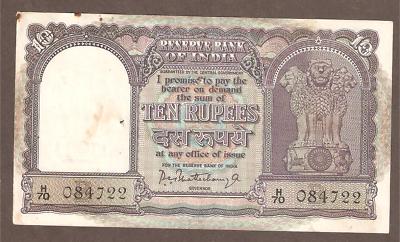 RESERVE BANK
OF INDIA
GUARANTEED BY THE CENTRAL GOVERNMENT
I promise to pay the
bearer on demand
the sum of
TEN RUPEES
दस रूपये
at any office of issue
FOR THE RESERVE BANK OF INDIA
GOVERNOR
H/70 084722
H/70 084722